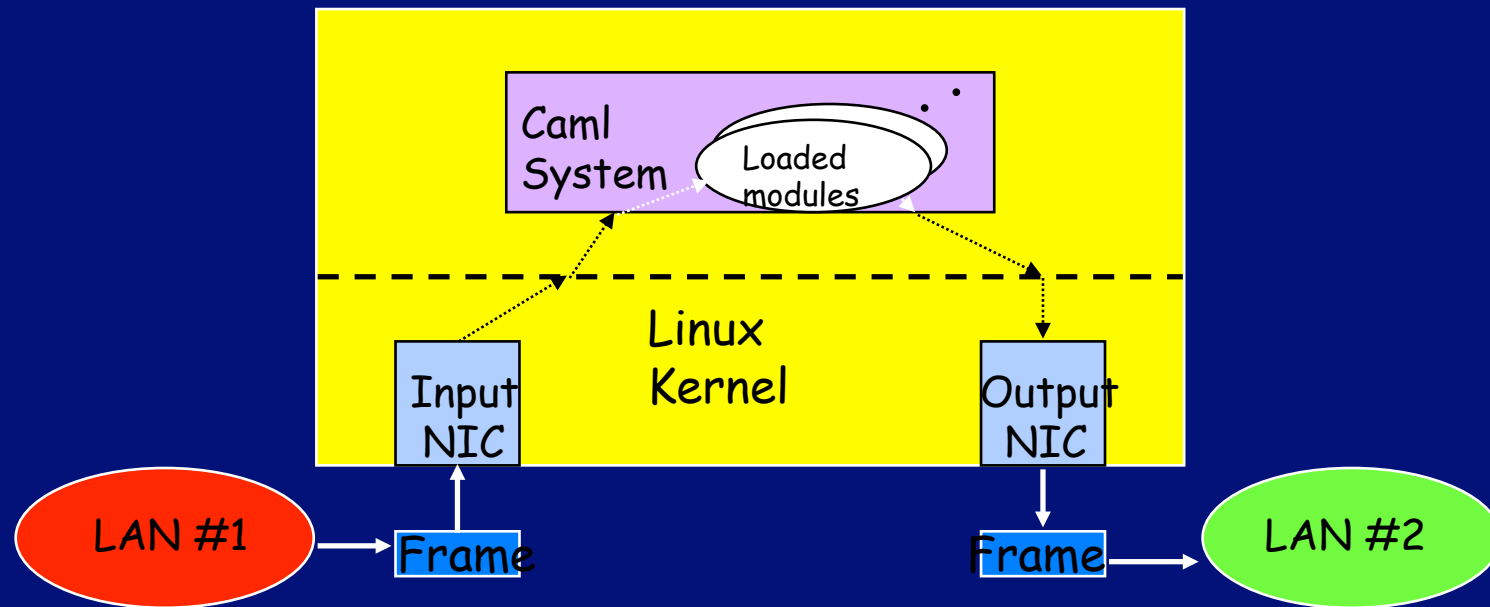 Caml
System
Loaded
modules
Linux
Kernel
Input
NIC
Output
NIC
LAN #1
Frame
Frame
LAN #2